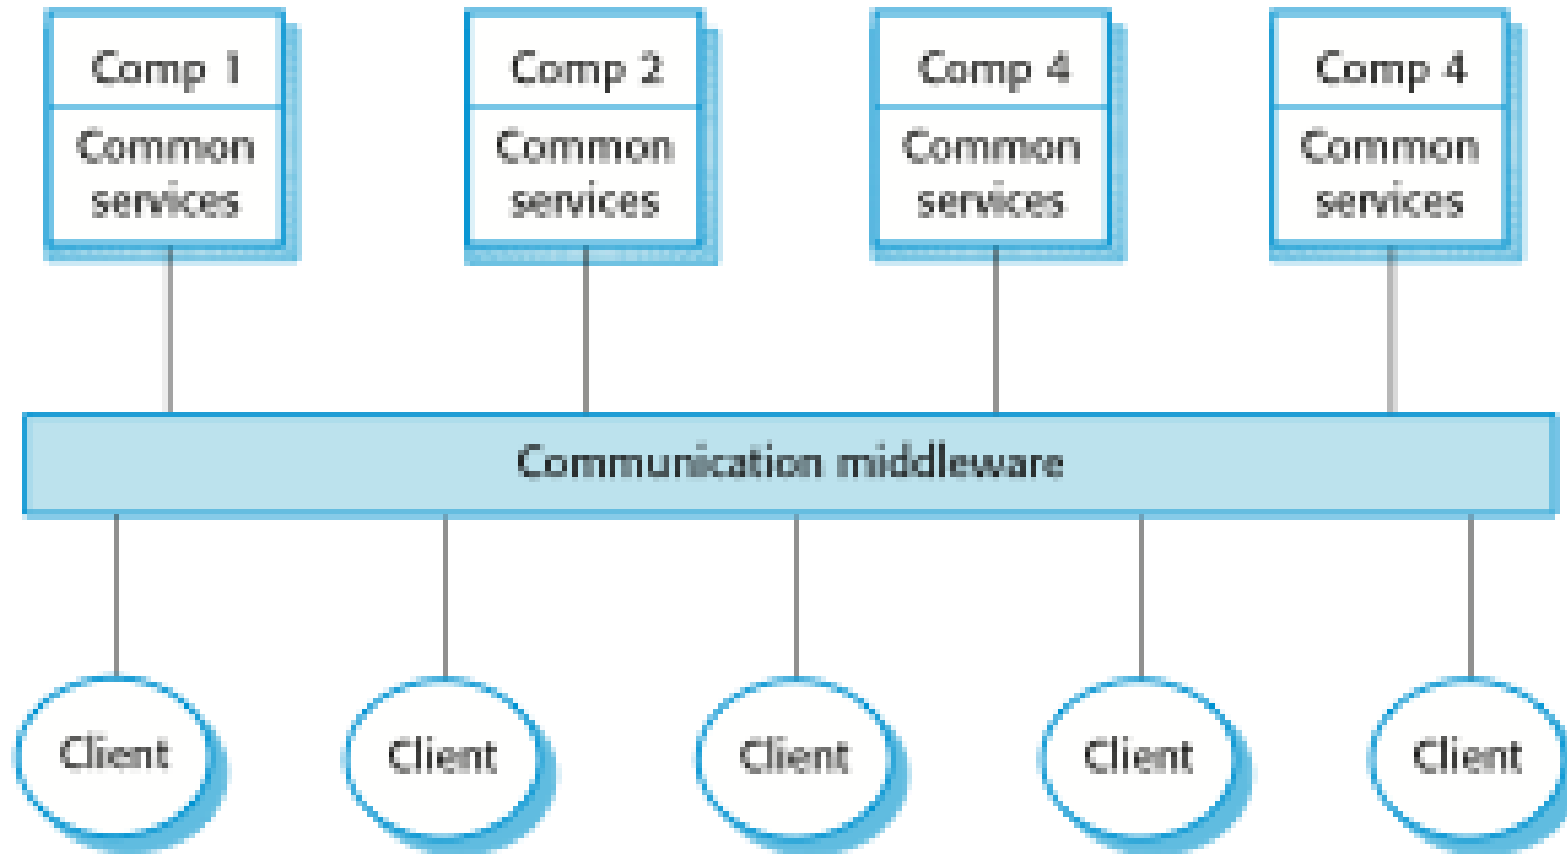 Comp 1
Common
services
Comp 2
Common
services
Comp 4
Common
services
Comp 4
Common
services
Communication middleware
Client
Client
Client
Client
Client